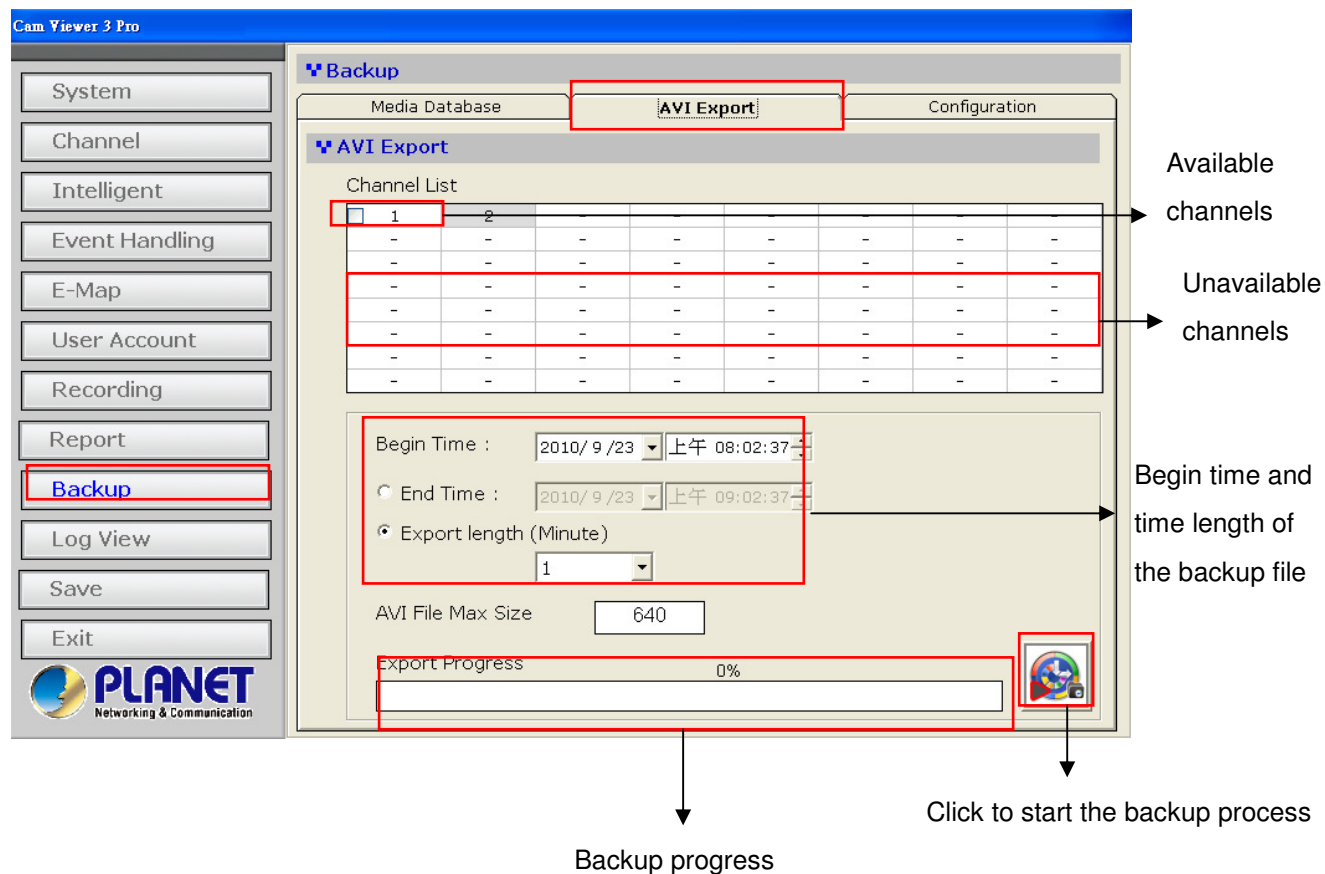 Cam Viewer 3 Pro
System
Channel
Intelligent
Event Handling
E-Map
User Account
Recording
Report
Backup
Log View
Save
Exit
PLANET
Networking & Communication
Backup
Media Database AVI Export Configuration
AVI Export
Channel List
1 2 - - - - - -
- - - - - - - -
- - - - - - - -
- - - - - - - -
- - - - - - - -
- - - - - - - -
- - - - - - - -
- - - - - - - -
Begin Time : 2010/ 9 /23 上午 08:02:37
End Time : 2010/ 9 /23 上午 09:02:37
Export length (Minute)
1
AVI File Max Size 640
Export Progress 0%
Available
channels
Unavailable
channels
Begin time and
time length of
the backup file
Click to start the backup process
Backup progress